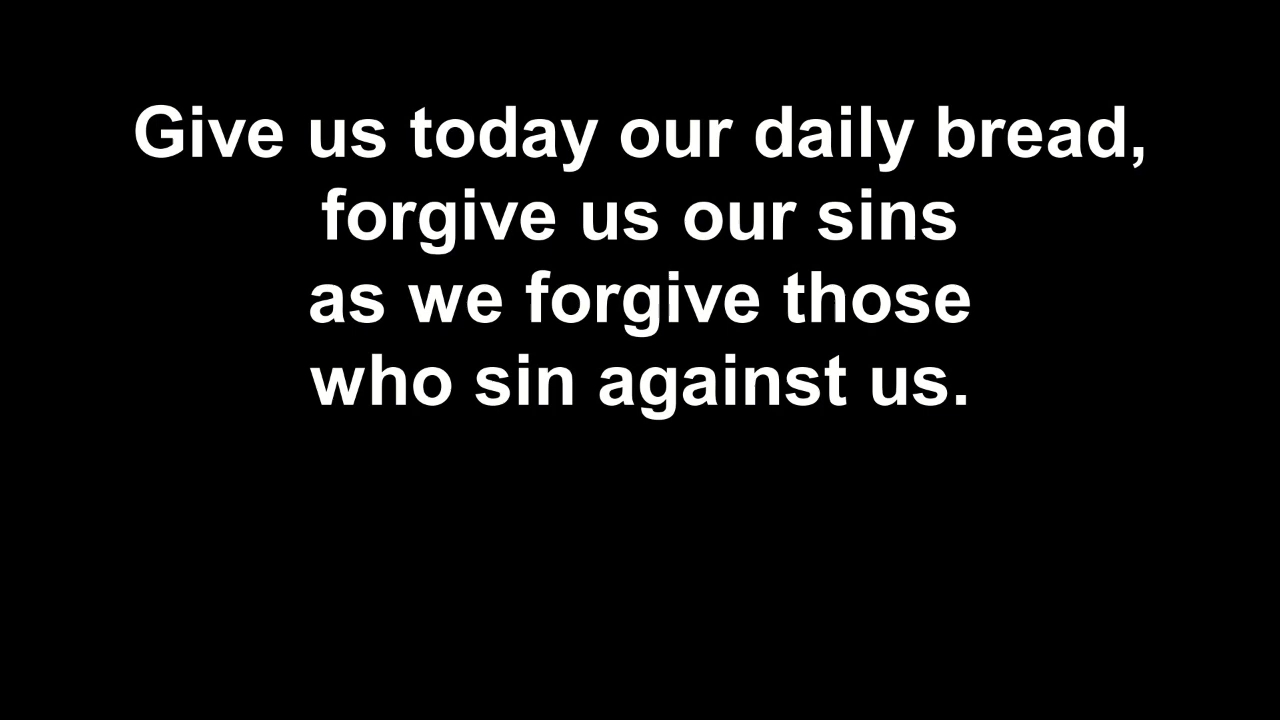 Give us today our daily bread,
forgive us our sins
as we forgive those
who sin against us.